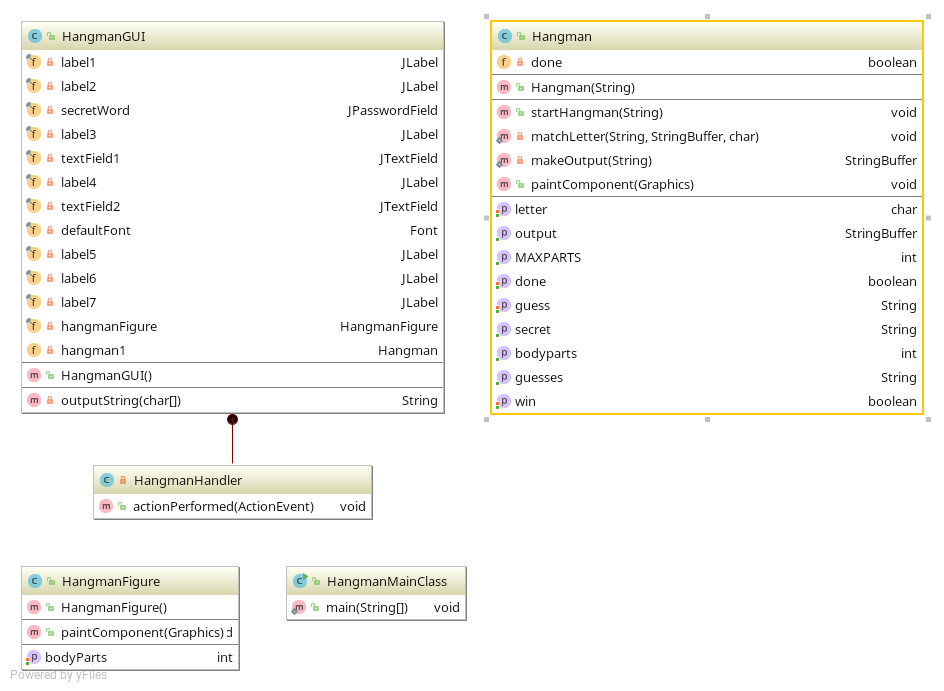 HangmanGUI
label1 JLabel
label2 JLabel
secretWord JPasswordField
label3 JLabel
textField1 JTextField
label4 JLabel
textField2 JTextField
defaultFont Font
label5 JLabel
label6 JLabel
label7 JLabel
hangmanFigure HangmanFigure
hangman1 Hangman
HangmanGUI()
outputString(char[]) String
Hangman
done boolean
Hangman(String)
startHangman(String) void
matchLetter(String, StringBuffer, char) void
makeOutput(String) StringBuffer
paintComponent(Graphics) void
letter char
output StringBuffer
MAXPARTS int
done boolean
guess String
secret String
bodyparts int
guesses String
win boolean
HangmanHandler
actionPerformed(ActionEvent) void
HangmanFigure
HangmanFigure()
paintComponent(Graphics) d
bodyParts int
HangmanMainClass
main(String[]) void
Powered by yFiles